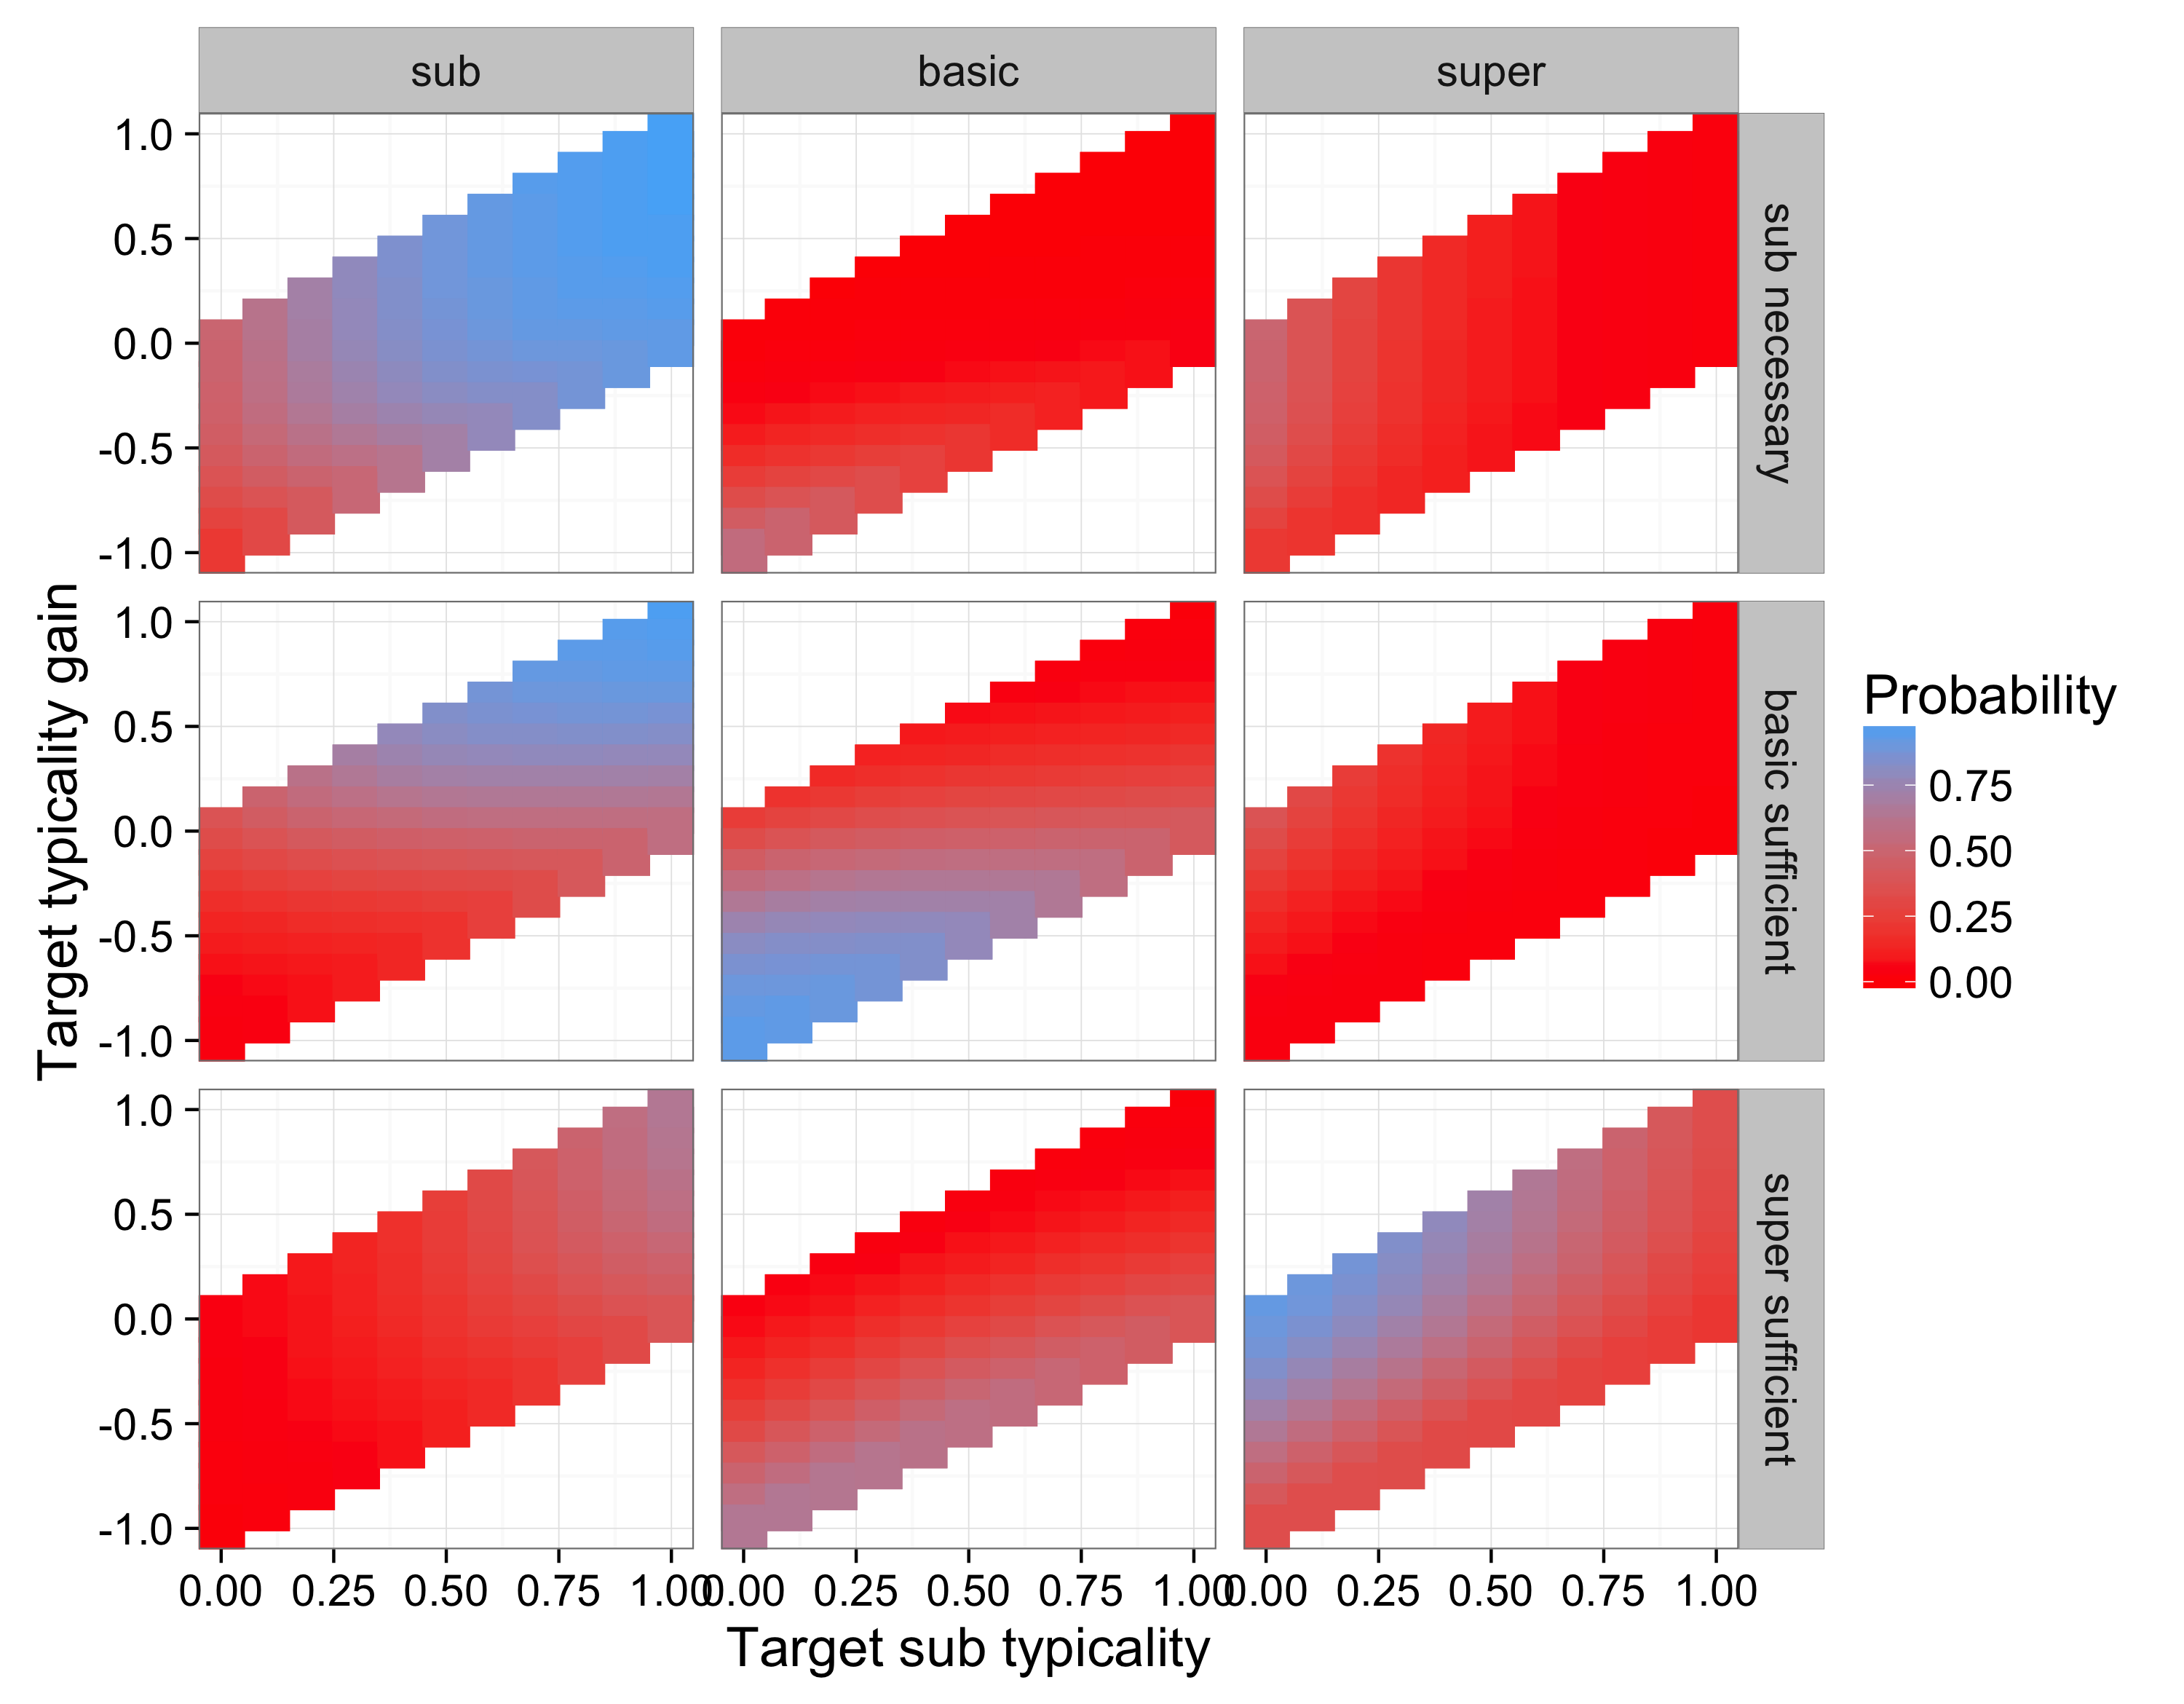 sub basic super
1.0
0.5
0.0
-0.5
-1.0
sub necessary
1.0
0.5
0.0
-0.5
-1.0
basic sufficient
1.0
0.5
0.0
-0.5
-1.0
super sufficient
Target typicality gain
0.00 0.25 0.50 0.75 1.00 0.00 0.25 0.50 0.75 1.00 0.00 0.25 0.50 0.75 1.00
Target sub typicality
Probability
0.75
0.50
0.25
0.00